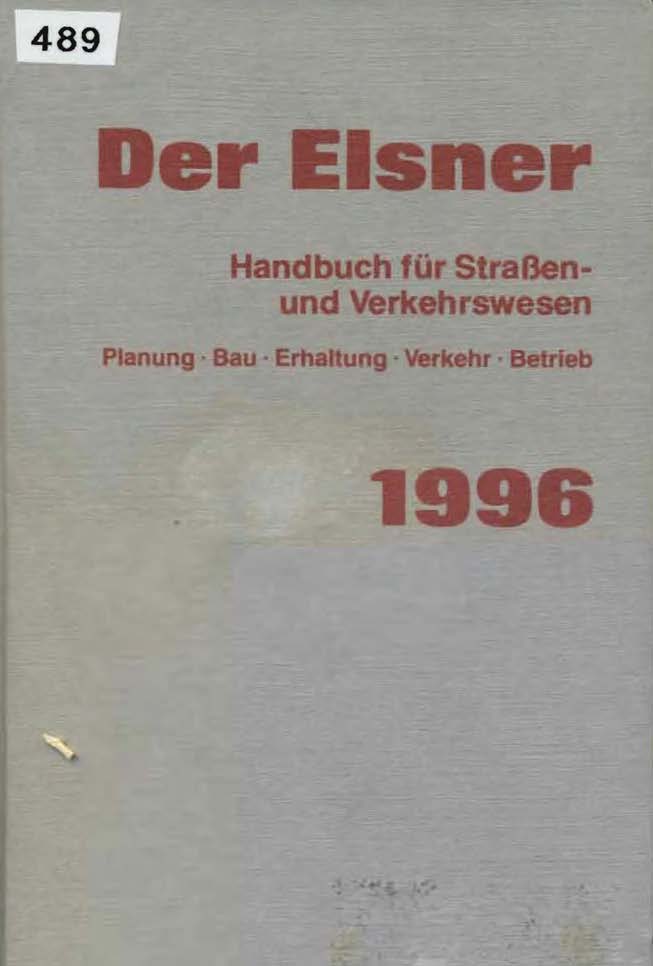 489
Der Elsner
Handbuch für Straßen-
und Verkehrswesen
Planung · Bau · Erhaltung · Verkehr · Betrieb
1996